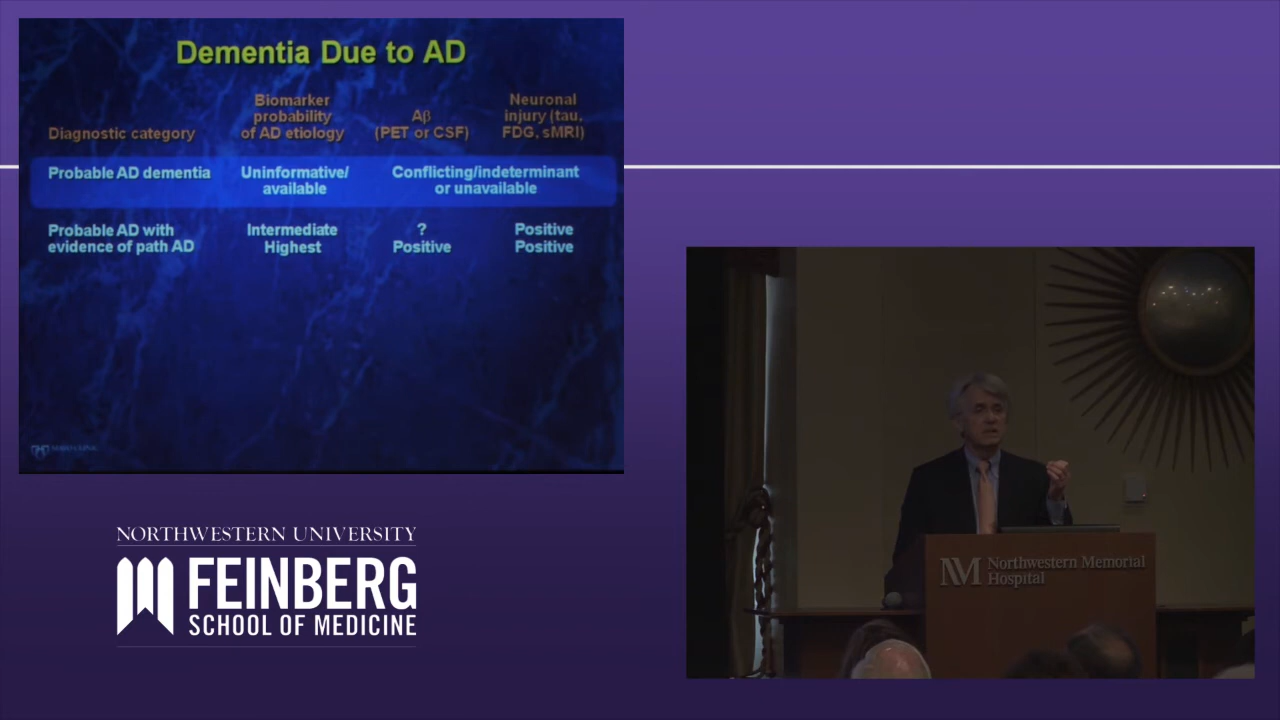 Dementia Due to AD
Diagnostic category
Biomarker
probability
of AD etiology
Aβ
(PET or CSF)
Neuronal
injury (tau,
FDG, sMRI)
Probable AD dementia
Uninformative/
available
Conflicting/indeterminant
or unavailable
Probable AD with
evidence of path AD
Intermediate
Highest
?
Positive
Positive
Positive
NORTHWESTERN UNIVERSITY
FEINBERG
SCHOOL OF MEDICINE
NM Northwestern Memorial
Hospital